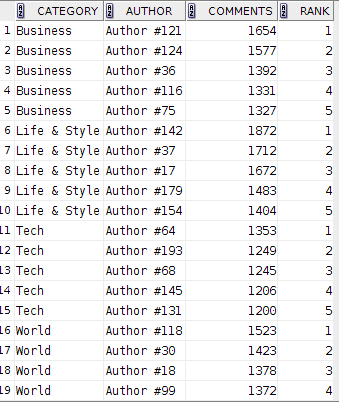 CATEGORY AUTHOR COMMENTS RANK
1 Business Author #121 1654 1
2 Business Author #124 1577 2
3 Business Author #36 1392 3
4 Business Author #116 1331 4
5 Business Author #75 1327 5
6 Life & Style Author #142 1872 1
7 Life & Style Author #37 1712 2
8 Life & Style Author #17 1672 3
9 Life & Style Author #179 1483 4
10 Life & Style Author #154 1404 5
11 Tech Author #64 1353 1
12 Tech Author #193 1249 2
13 Tech Author #68 1245 3
14 Tech Author #145 1206 4
15 Tech Author #131 1200 5
16 World Author #118 1523 1
17 World Author #30 1423 2
18 World Author #18 1378 3
19 World Author #99 1372 4